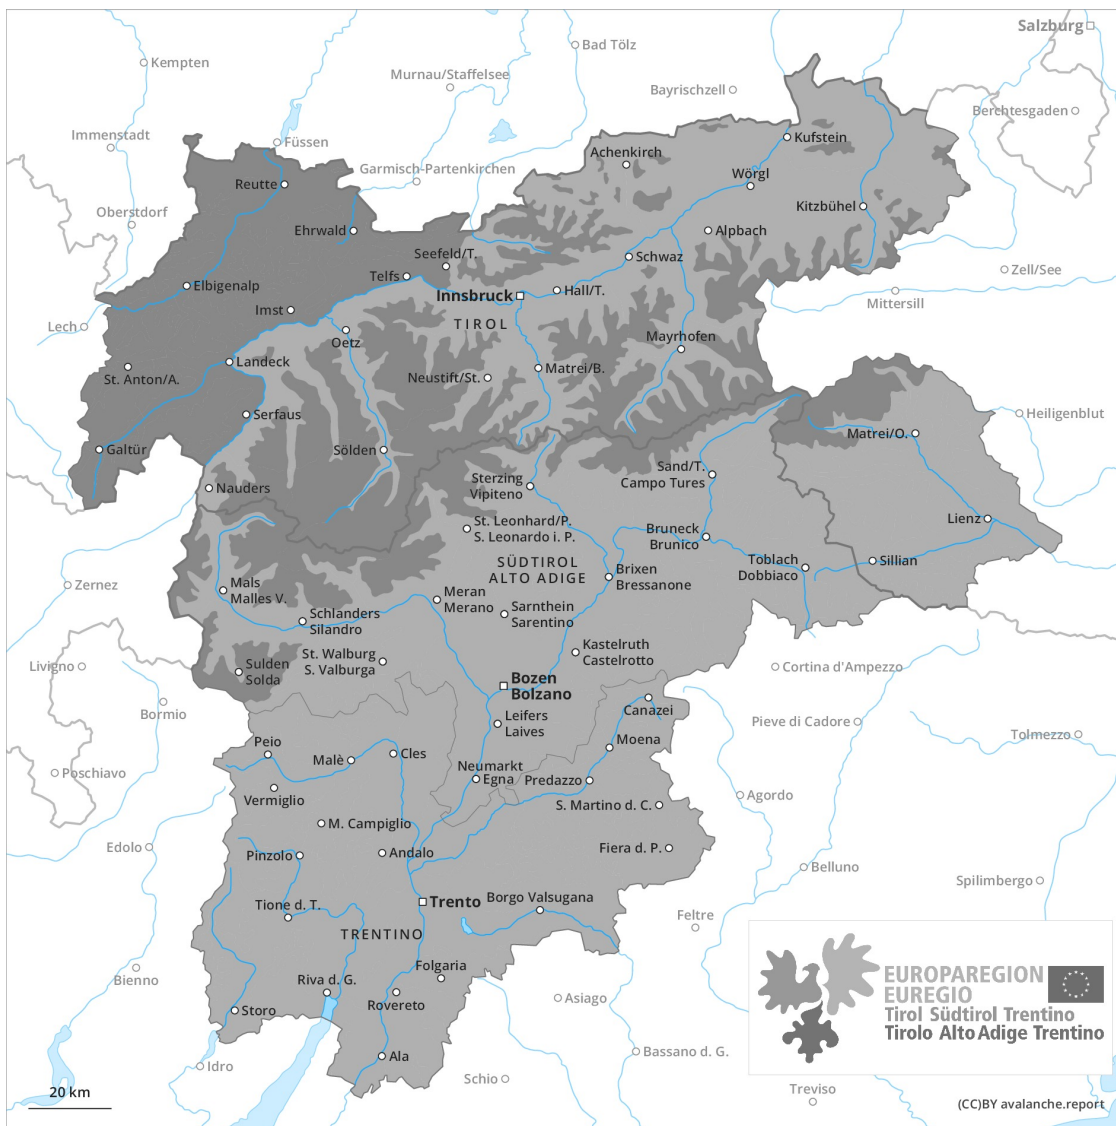 Salzburg
Bad Tölz
Kempten
Murnau/Staffelsee
Bayrischzell
Berchtesgaden
Immenstadt
Füssen
Kufstein
Achenkirch
Garmisch-Partenkirchen
Wörgl
Reutte
Kitzbühel
Oberstdorf
Ehrwald
Alpbach
Seefeld/T.
Schwaz
Zell/See
Telfs
Elbigenalp
Hall/T.
Innsbruck
Mittersill
Imst
TIROL
Lech
Oetz
Mayrhofen
Landeck
Matrei/B.
St. Anton/A.
Neustift/St.
Serfaus
Heiligenblut
Matrei/O.
Galtür
Sölden
Sand/T.
Campo Tures
Sterzing
Vipiteno
Nauders
Lienz
St. Leonhard/P.
S. Leonardo i. P.
Bruneck
Brunico
SÜDTIROL
ALTO ADIGE
Toblach
Dobbiaco
Sillian
Brixen
Bressanone
Zernez
Mals
Malles V.
Meran
Merano
Sarnthein
Sarentino
Schlanders
Silandro
Kastelruth
Castelrotto
St. Walburg
S. Valburga
Livigno
Sulden
Solda
Cortina d'Ampezzo
Bozen
Bolzano
Bormio
Canazei
Leifers
Laives
Pieve di Cadore
Tolmezzo
Peio
Moena
Cles
Malè
Neumarkt
Egna
Predazzo
Poschiavo
Vermiglio
S. Martino d. C.
Agordo
M. Campiglio
Edolo
Pinzolo
Andalo
Fiera d. P.
Belluno
Spilimbergo
Trento
Borgo Valsugana
Tione d. T.
Feltre
TRENTINO
Bienno
Folgaria
Riva d. G.
Rovereto
Asiago
Storo
EUROPAREGION
EUREGIO
Tirol Südtirol Trentino
Tirolo Alto Adige Trentino
Ala
Bassano d. G.
Idro
Schio
Treviso
20 km
(CC)BY avalanche.report